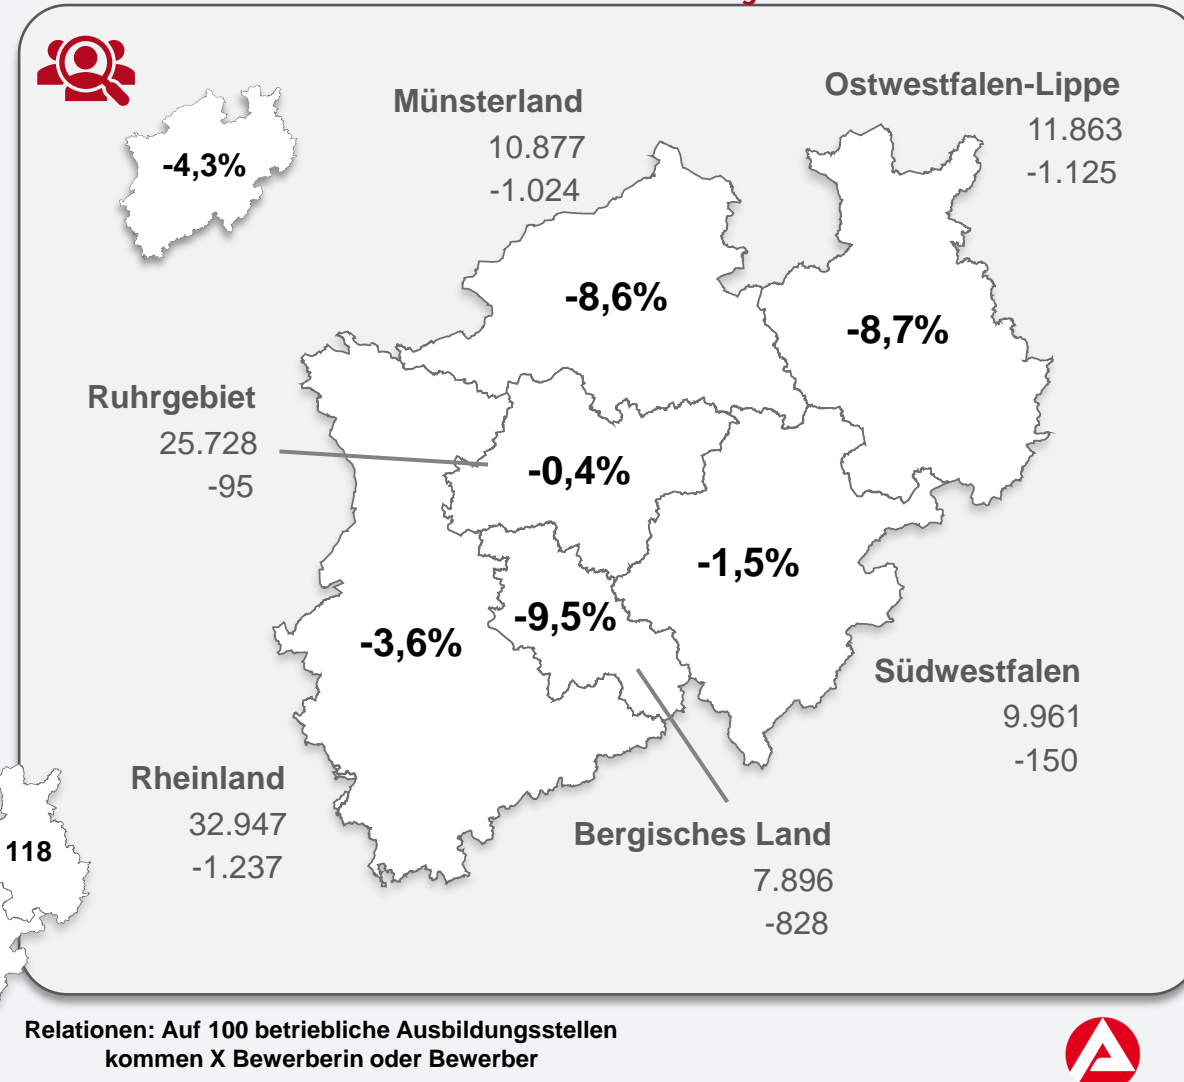 -4,3%
Münsterland
10.877
-1.024
Ostwestfalen-Lippe
11.863
-1.125
-8,6%
-8,7%
Ruhrgebiet
25.728
-95
-0,4%
-1,5%
-9,5%
-3,6%
Südwestfalen
9.961
-150
Rheinland
32.947
-1.237
Bergisches Land
7.896
-828
118
Relationen: Auf 100 betriebliche Ausbildungsstellen
kommen X Bewerberin oder Bewerber